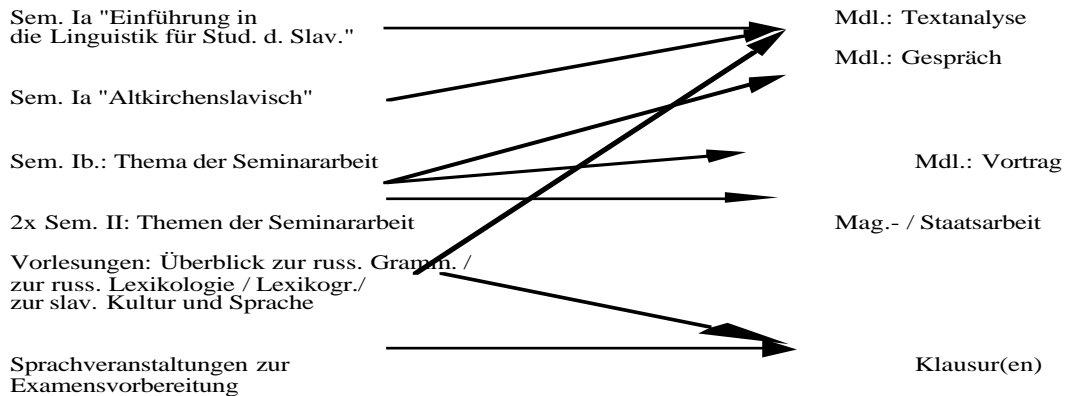 Sem. Ia "Einführung in
die Linguistik für Stud. d. Slav."
Mdl.: Textanalyse
Mdl.: Gespräch
Sem. Ia "Altkirchenslavisch"
Sem. Ib.: Thema der Seminararbeit
Mdl.: Vortrag
2x Sem. II: Themen der Seminararbeit
Mag.- / Staatsarbeit
Vorlesungen: Überblick zur russ. Gramm. /
zur russ. Lexikologie / Lexikogr./
zur slav. Kultur und Sprache
Sprachveranstaltungen zur
Examensvorbereitung
Klausur(en)